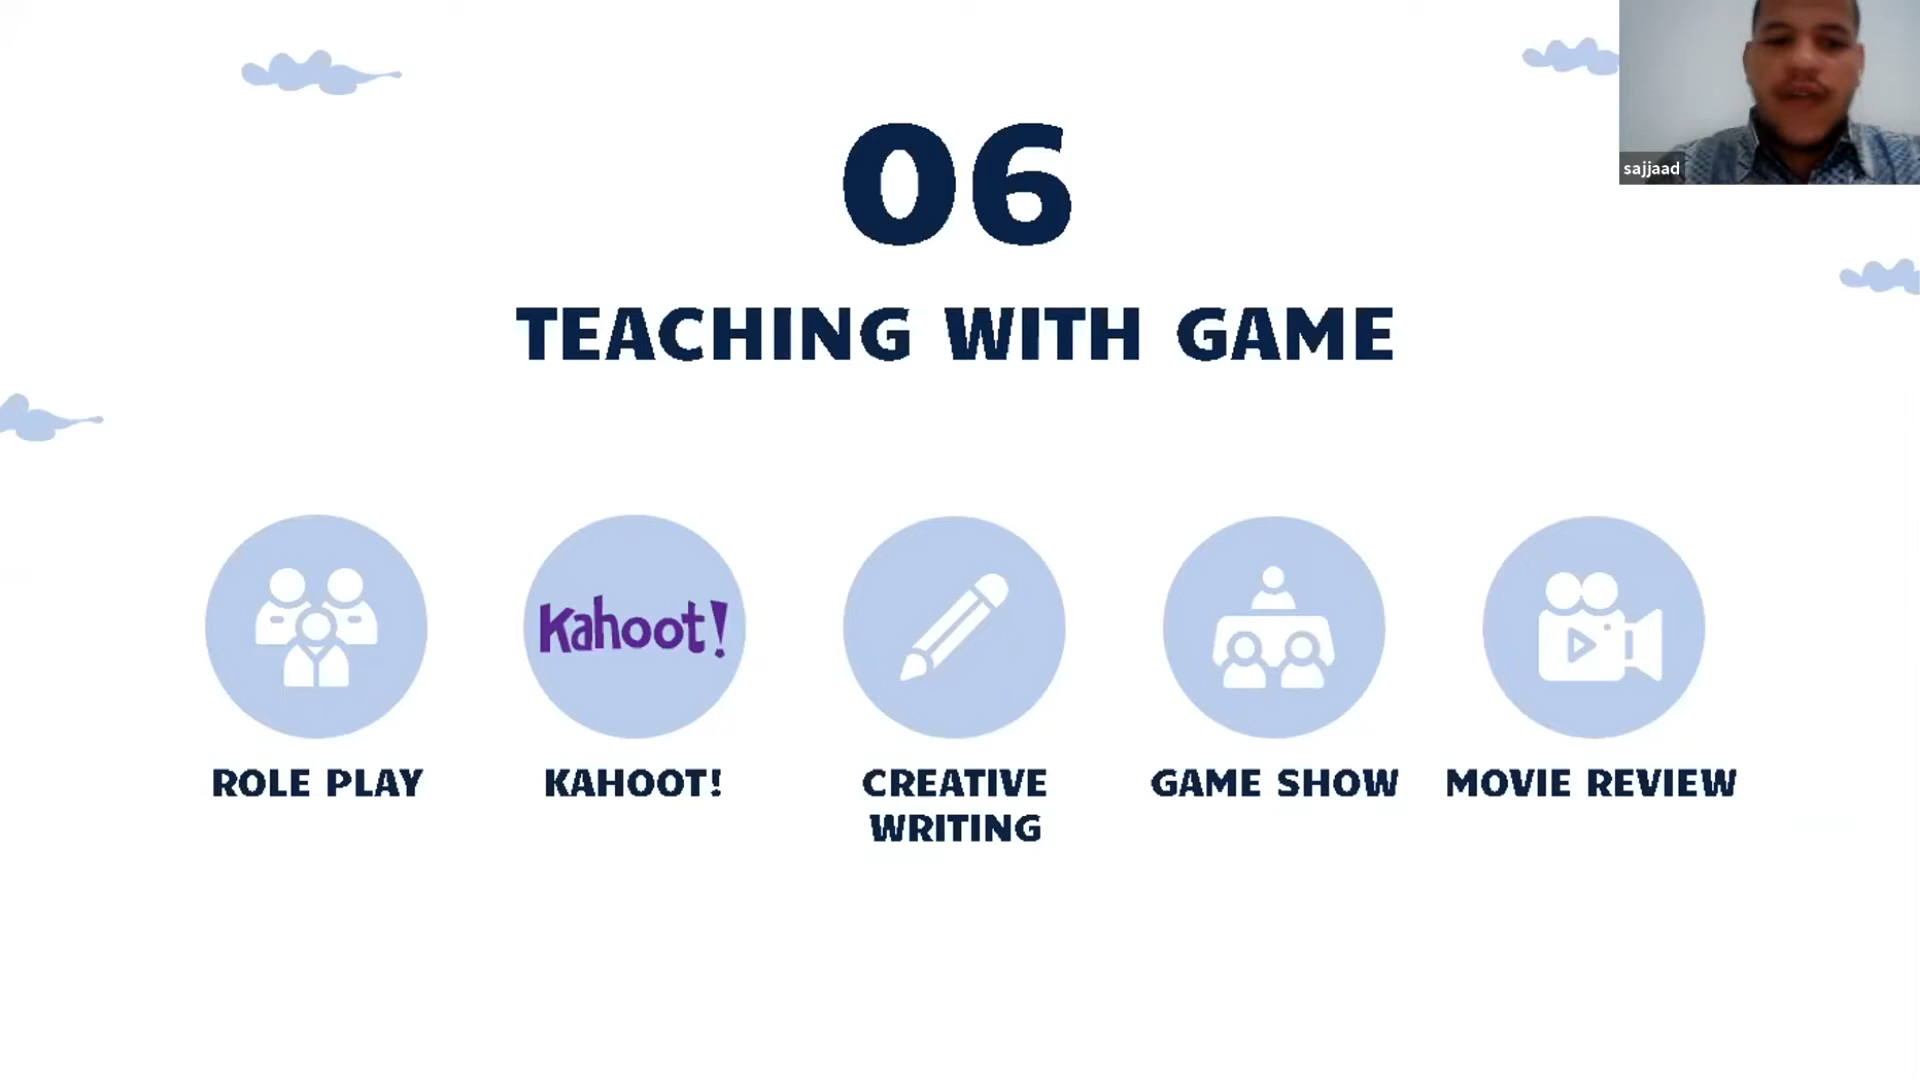 sajjaad
06
TEACHING WITH GAME
Kahoot!
ROLE PLAY
KAHOOT!
CREATIVE
WRITING
GAME SHOW
MOVIE REVIEW